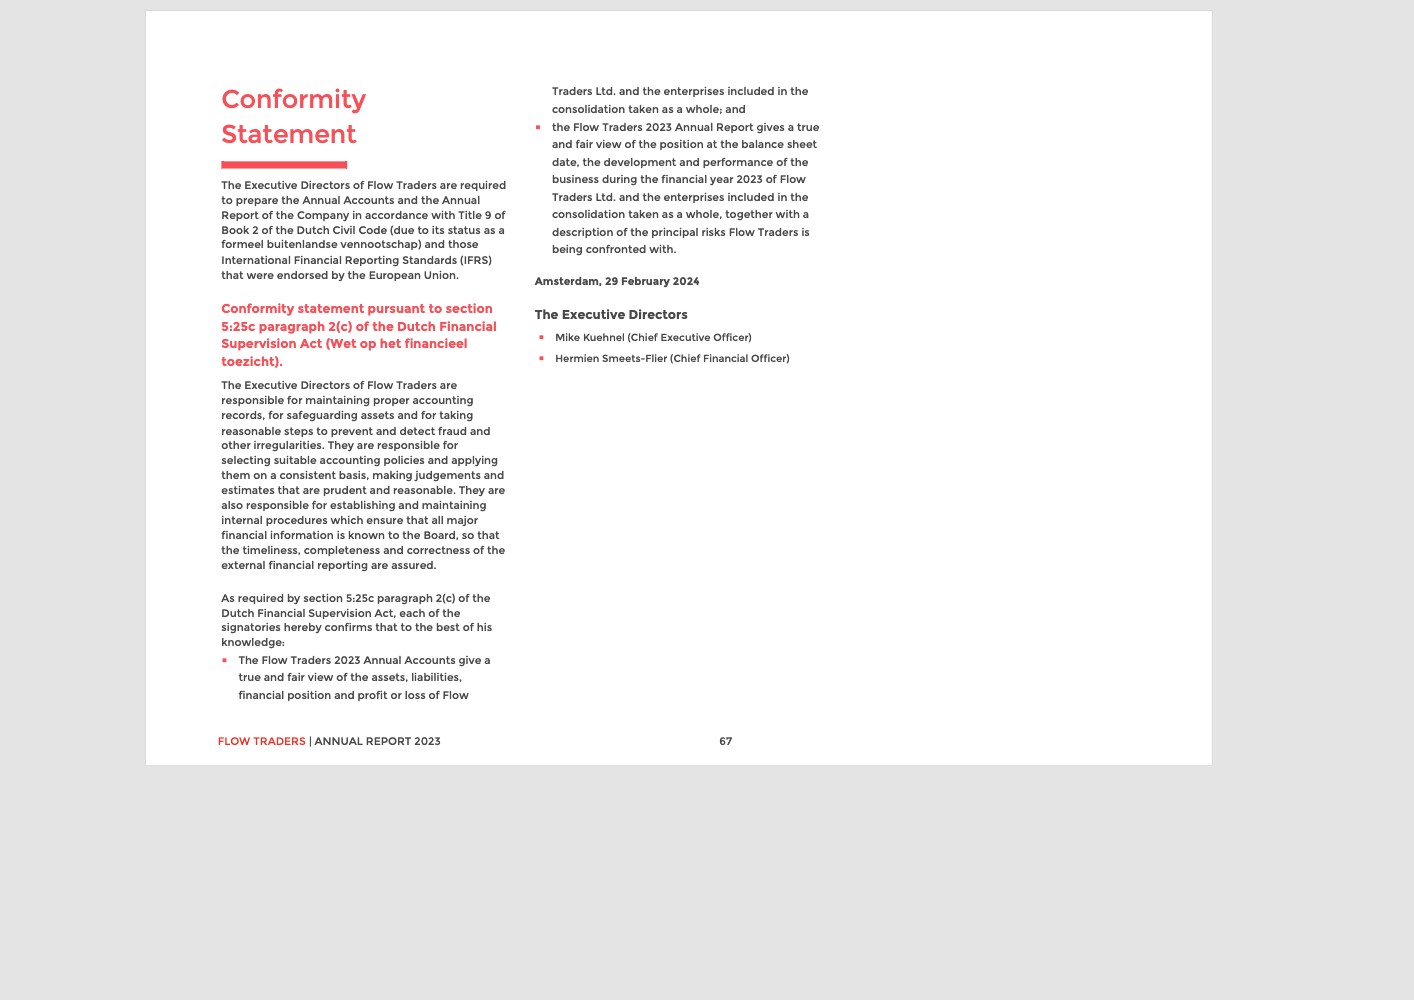 Conformity
Statement
The Executive Directors of Flow Traders are required
to prepare the Annual Accounts and the Annual
Report of the Company in accordance with Title 9 of
Book 2 of the Dutch Civil Code (due to its status as a
formeel buitenlandse vennootschap) and those
International Financial Reporting Standards (IFRS)
that were endorsed by the European Union.
Conformity statement pursuant to section
5:25c paragraph 2(c) of the Dutch Financial
Supervision Act (Wet op het financieel
toezicht).
The Executive Directors of Flow Traders are
responsible for maintaining proper accounting
records, for safeguarding assets and for taking
reasonable steps to prevent and detect fraud and
other irregularities. They are responsible for
selecting suitable accounting policies and applying
them on a consistent basis, making judgements and
estimates that are prudent and reasonable. They are
also responsible for establishing and maintaining
internal procedures which ensure that all major
financial information is known to the Board, so that
the timeliness, completeness and correctness of the
external financial reporting are assured.
As required by section 5:25c paragraph 2(c) of the
Dutch Financial Supervision Act, each of the
signatories hereby confirms that to the best of his
knowledge:
▪ The Flow Traders 2023 Annual Accounts give a
true and fair view of the assets, liabilities,
financial position and profit or loss of Flow
Traders Ltd. and the enterprises included in the
consolidation taken as a whole; and
▪ the Flow Traders 2023 Annual Report gives a true
and fair view of the position at the balance sheet
date, the development and performance of the
business during the financial year 2023 of Flow
Traders Ltd. and the enterprises included in the
consolidation taken as a whole, together with a
description of the principal risks Flow Traders is
being confronted with.
Amsterdam, 29 February 2024
The Executive Directors
▪ Mike Kuehnel (Chief Executive Officer)
▪ Hermien Smeets-Flier (Chief Financial Officer)
FLOW TRADERS | ANNUAL REPORT 2023
67